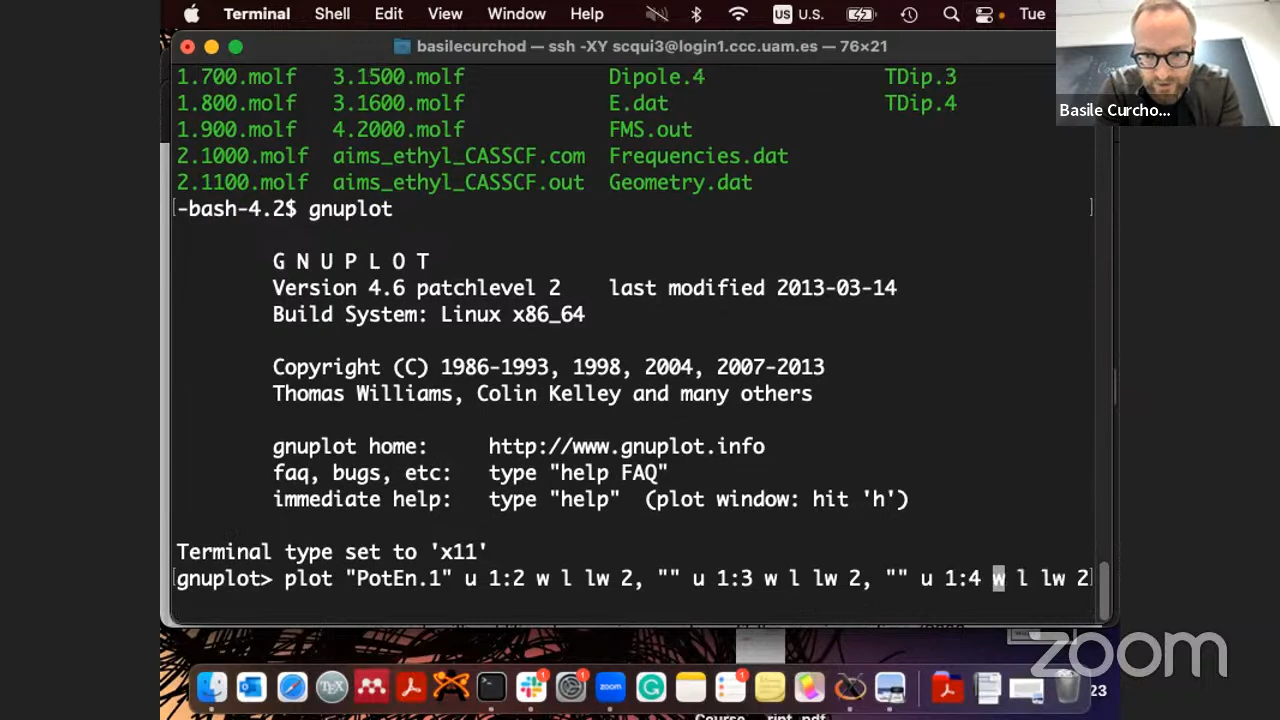 Terminal Shell Edit View Window Help US U.S. Tue
basilecurchod — ssh -XY scqui3@login1.ccc.uam.es — 76×21
1.700.molf 3.1500.molf Dipole.4 TDip.3
1.800.molf 3.1600.molf E.dat TDip.4
1.900.molf 4.2000.molf FMS.out
2.1000.molf aims_ethyl_CASSCF.com Frequencies.dat
2.1100.molf aims_ethyl_CASSCF.out Geometry.dat
[-bash-4.2$ gnuplot ]
G N U P L O T
Version 4.6 patchlevel 2 last modified 2013-03-14
Build System: Linux x86_64
Copyright (C) 1986-1993, 1998, 2004, 2007-2013
Thomas Williams, Colin Kelley and many others
gnuplot home: http://www.gnuplot.info
faq, bugs, etc: type "help FAQ"
immediate help: type "help" (plot window: hit 'h')
Terminal type set to 'x11'
[gnuplot> plot "PotEn.1" u 1:2 w l lw 2, "" u 1:3 w l lw 2, "" u 1:4 w l lw 2]
Basile Curcho...
zoom
TEX
zoom
1
1
1
23